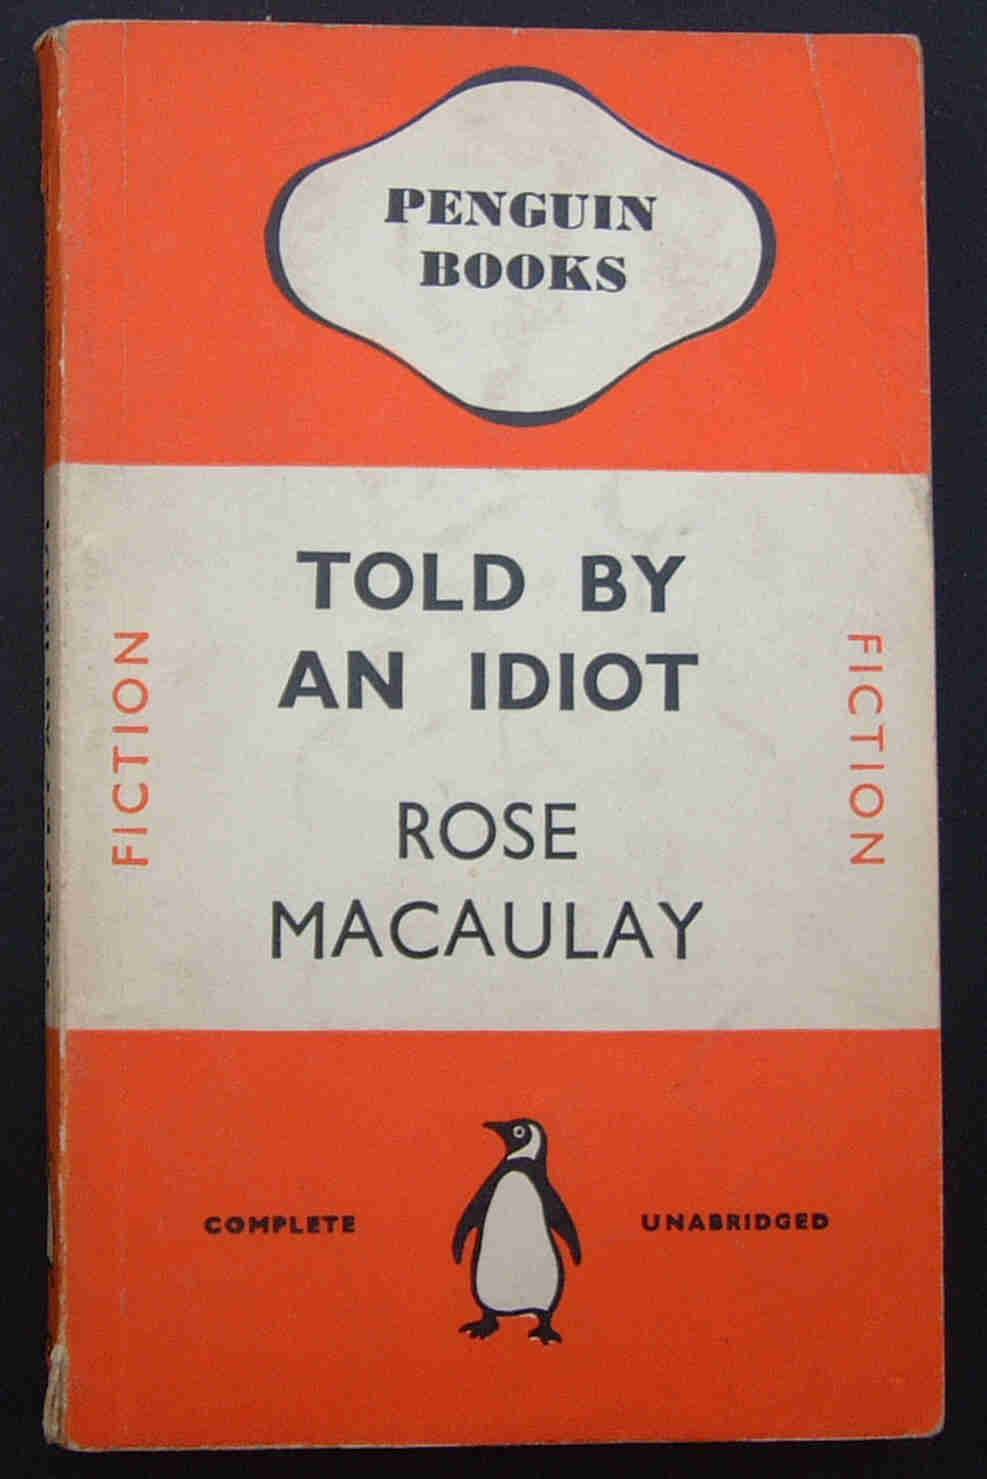 PENGUIN
BOOKS
TOLD BY
AN IDIOT
FICTION
FICTION
ROSE
MACAULAY
COMPLETE
UNABRIDGED